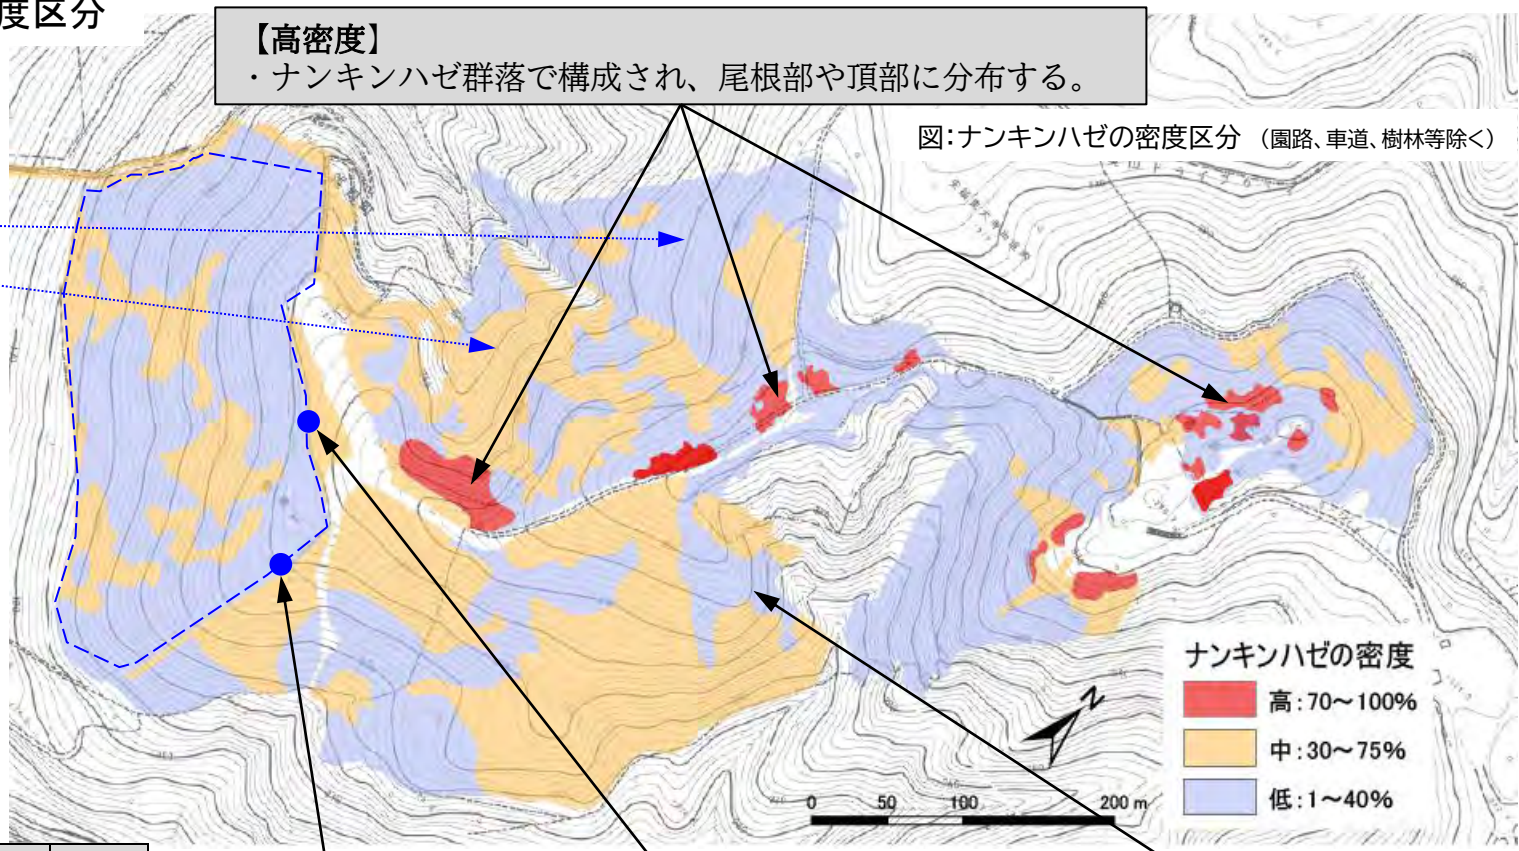 度区分
【高密度】
・ナンキンハゼ群落で構成され、尾根部や頂部に分布する。
図:ナンキンハゼの密度区分 (園路、車道、樹林等除く)
N
ナンキンハゼの密度
高:70～100%
中:30～75%
低:1～40%
0 50 100 200 m